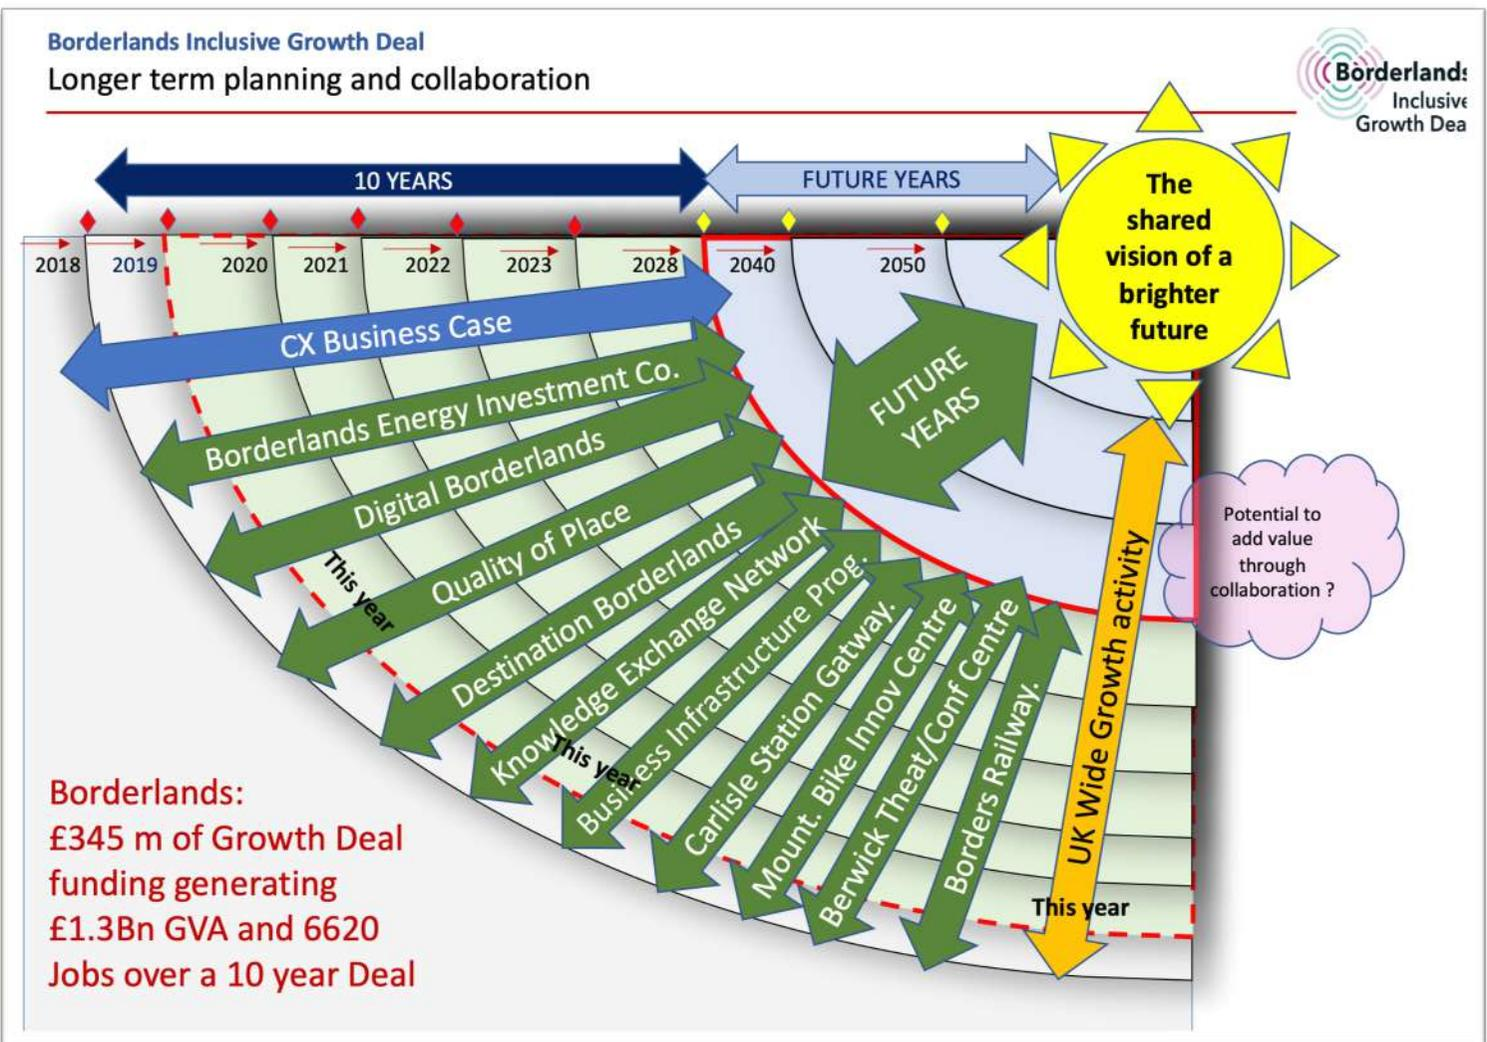 Borderlands Inclusive Growth Deal
Longer term planning and collaboration
Borderlands
Inclusive
Growth Dea
10 YEARS
FUTURE YEARS
The
shared
vision of a
brighter
future
2018
2019
2020
2021
2022
2023
2028
2040
2050
CX Business Case
Borderlands Energy Investment Co.
Digital Borderlands
Quality of Place
Destination Borderlands
Knowledge Exchange Network
Business Infrastructure Prog.
Carlisle Station Gatway.
Mount. Bike Innov Centre
Berwick Theat/Conf Centre
Borders Railway.
UK Wide Growth activity
FUTURE
YEARS
This year
This year
This year
Potential to
add value
through
collaboration ?
Borderlands:
£345 m of Growth Deal
funding generating
£1.3Bn GVA and 6620
Jobs over a 10 year Deal